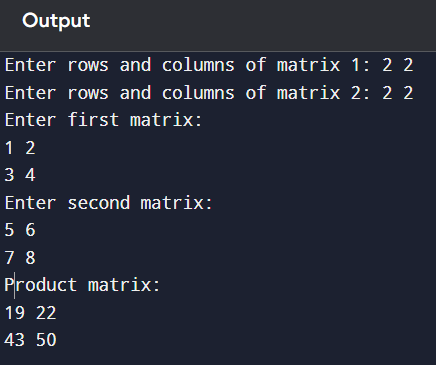 Output
Enter rows and columns of matrix 1: 2 2
Enter rows and columns of matrix 2: 2 2
Enter first matrix:
1 2
3 4
Enter second matrix:
5 6
7 8
Product matrix:
19 22
43 50